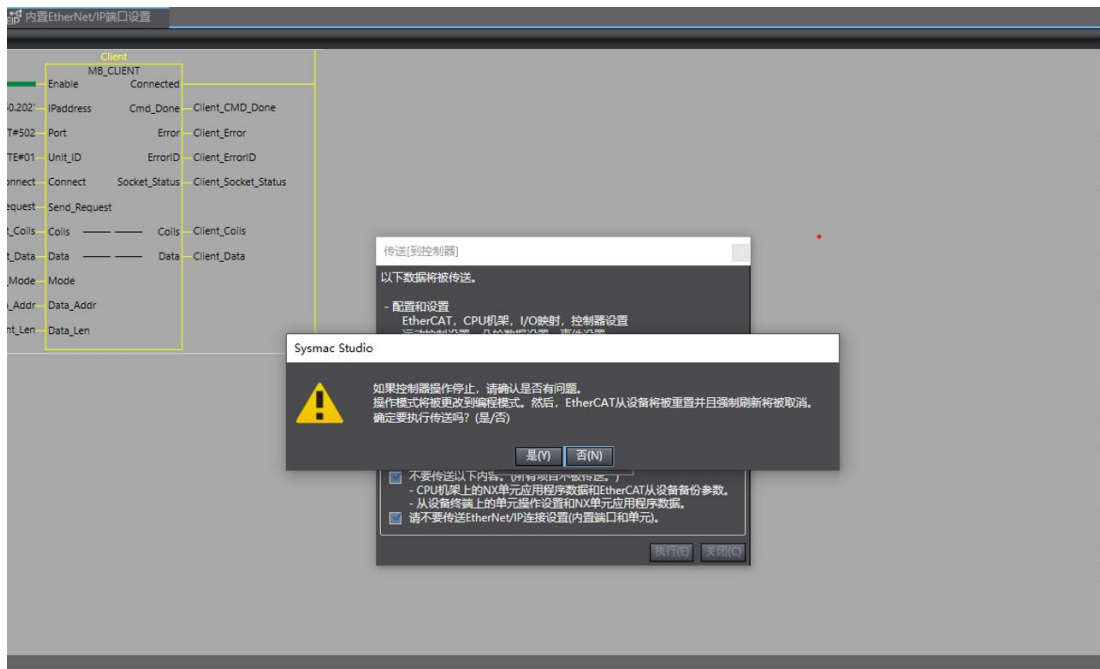 内置EtherNet/IP端口设置
Client
MB_CLIENT
Enable Connected
IPaddress Cmd_Done Client_CMD_Done
T#502 Port Error Client_Error
TE#01 Unit_ID ErrorID Client_ErrorID
Connect Socket_Status Client_Socket_Status
Send_Request
Coils Coils Client_Coils
Data Data Client_Data
Mode Mode
Data_Addr
Data_Len
传送[到控制器]
以下数据将被传送。
- 配置和设置
EtherCAT，CPU机架，I/O映射，控制器设置
Sysmac Studio
如果控制器操作停止，请确认是否有问题。
操作模式将被更改到编程模式。然后，EtherCAT从设备将被重置并且强制刷新将被取消。
确定要执行传送吗？(是/否)
是(Y) 否(N)
不要传送以下内容。(所有项目不被传送。)
- CPU机架上的NX单元应用程序数据和EtherCAT从设备备份参数。
- 从设备终端上的单元操作设置和NX单元应用程序数据。
请不要传送EtherNet/IP连接设置(内置端口和单元)。
执行(E) 关闭(C)